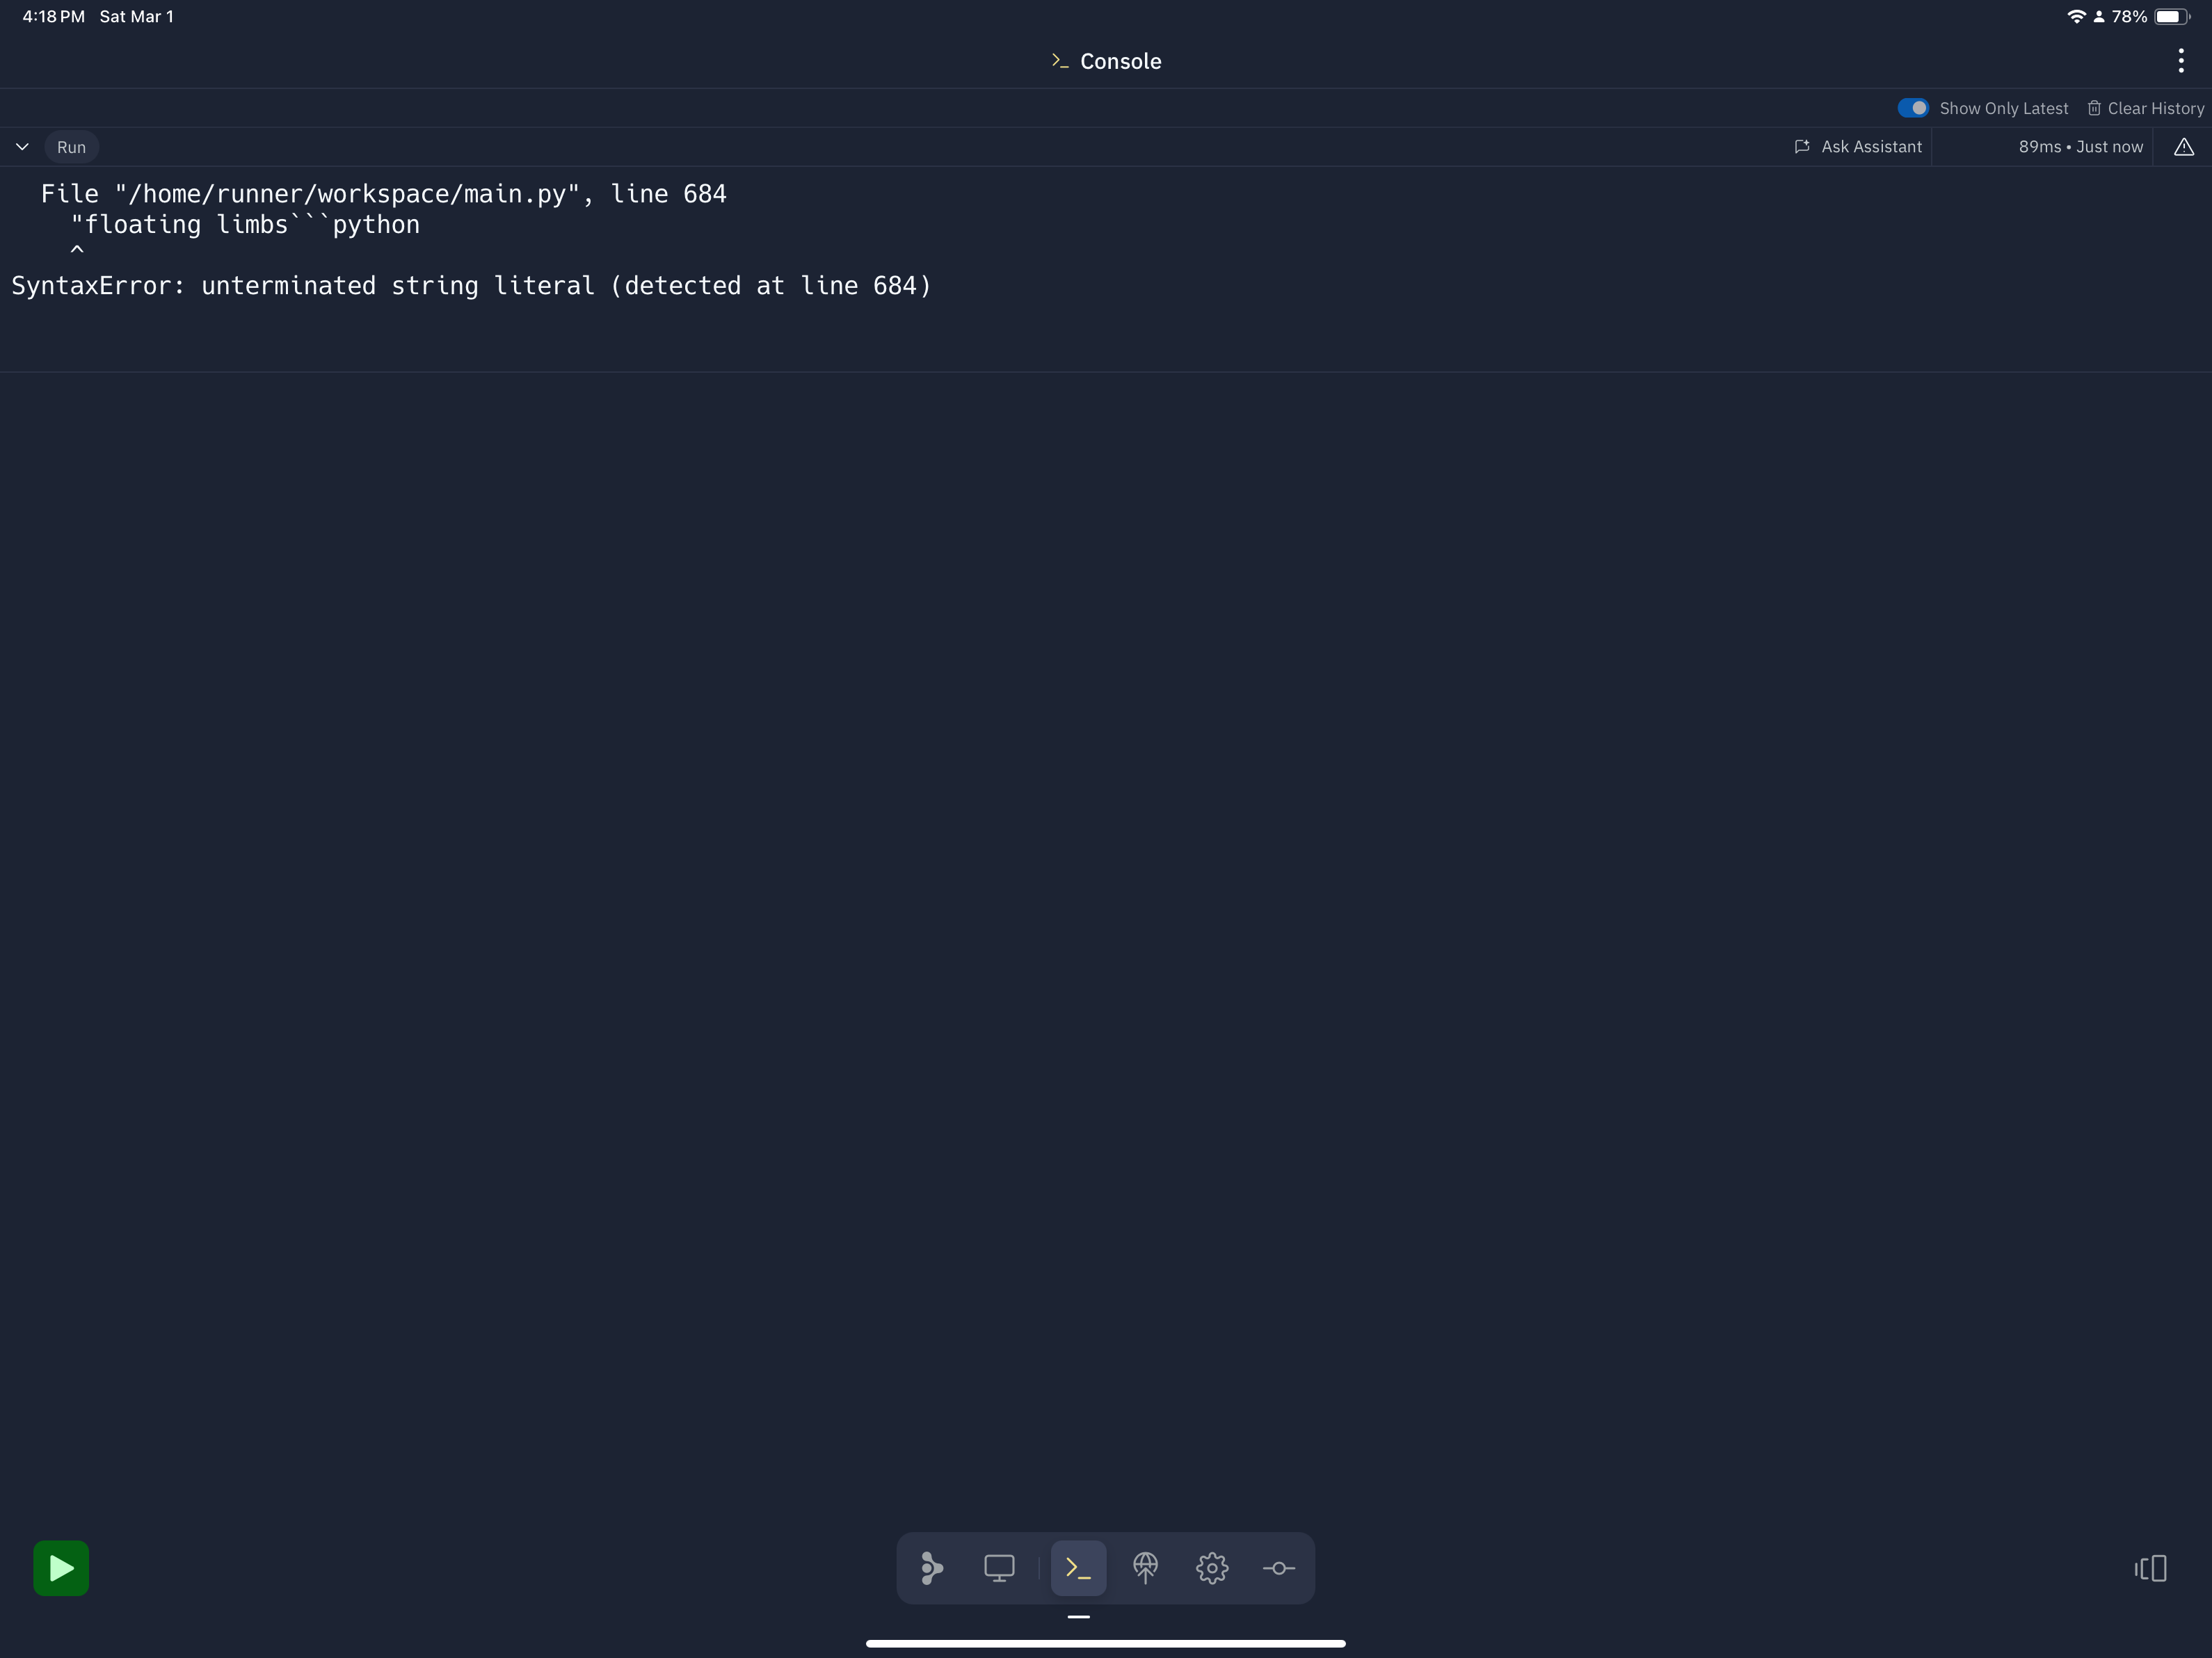 4:18 PM Sat Mar 1
78%
>_ Console
Show Only Latest Clear History
Run Ask Assistant 89ms • Just now
File "/home/runner/workspace/main.py", line 684
"floating limbs```python
^
SyntaxError: unterminated string literal (detected at line 684)